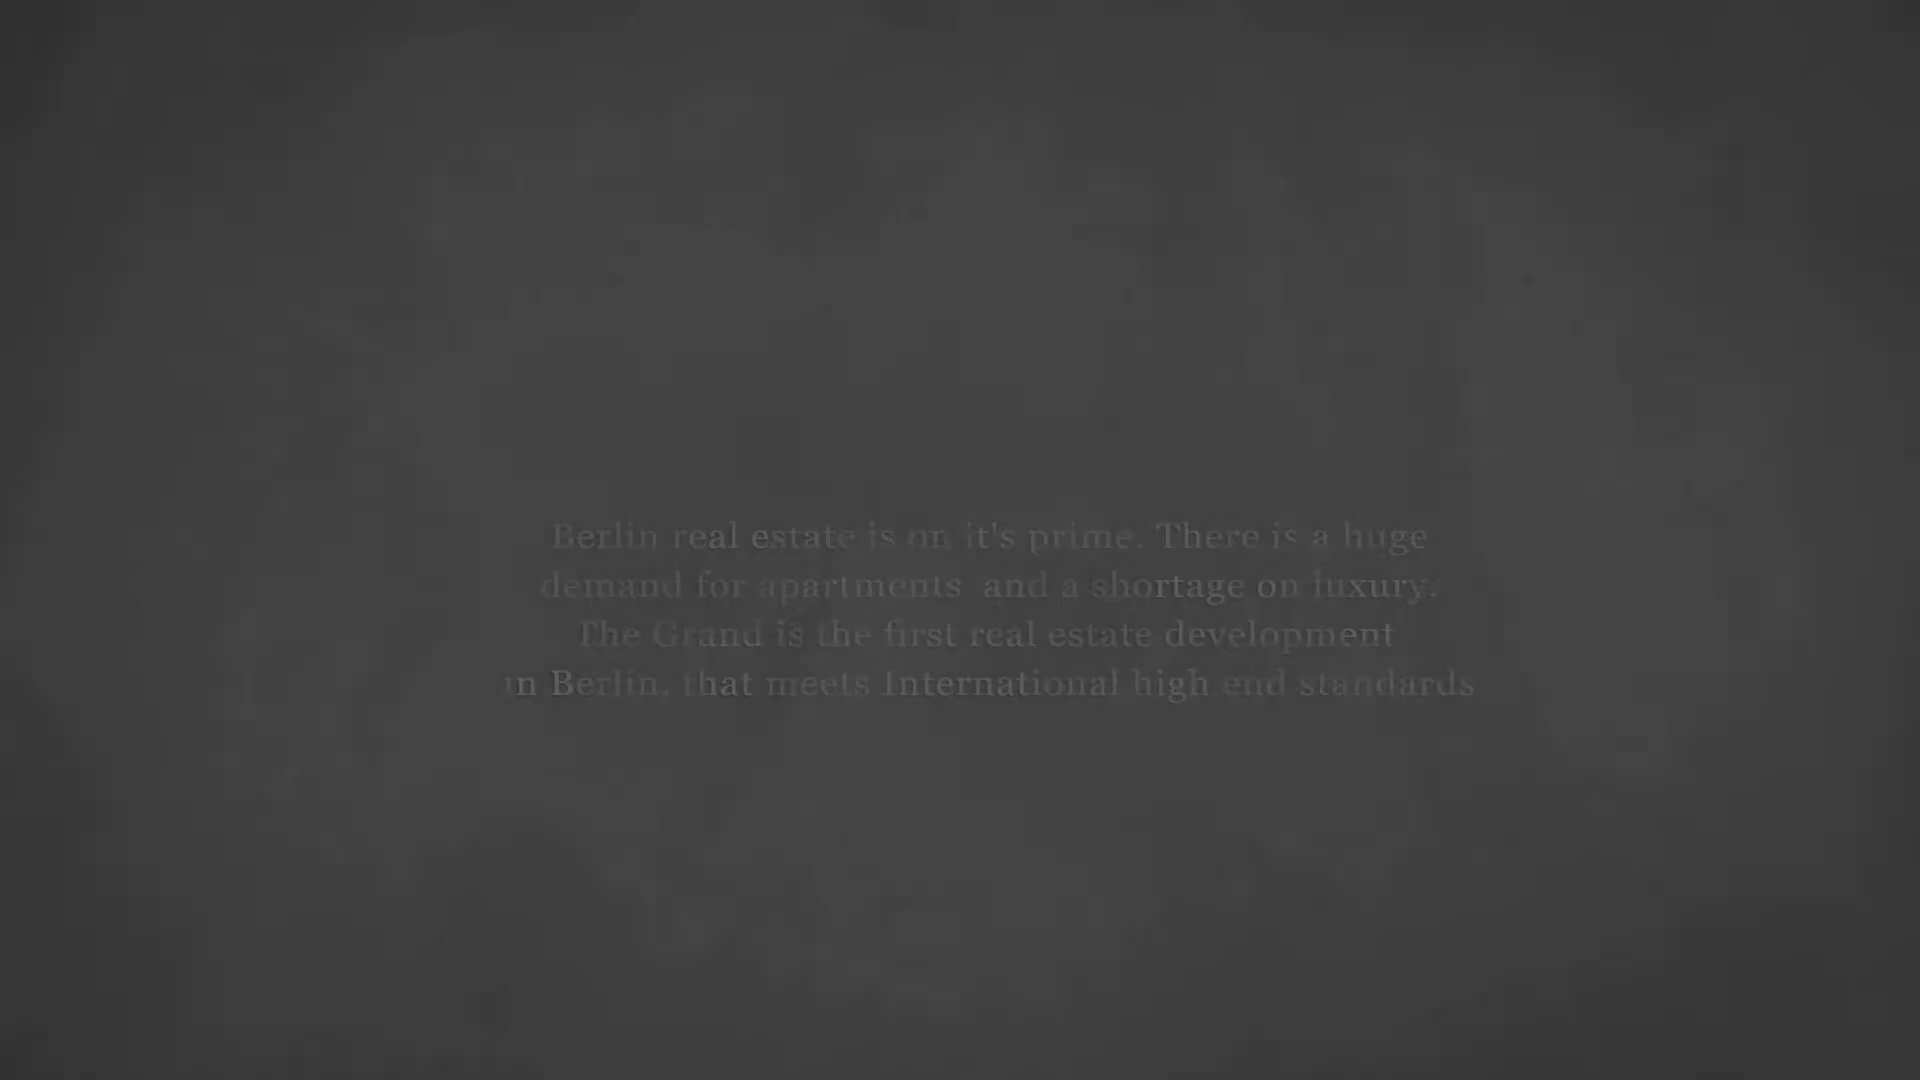 Berlin real estate is on it's prime. There is a huge
demand for apartments and a shortage on luxury.
The Grand is the first real estate development
in Berlin, that meets International high end standards